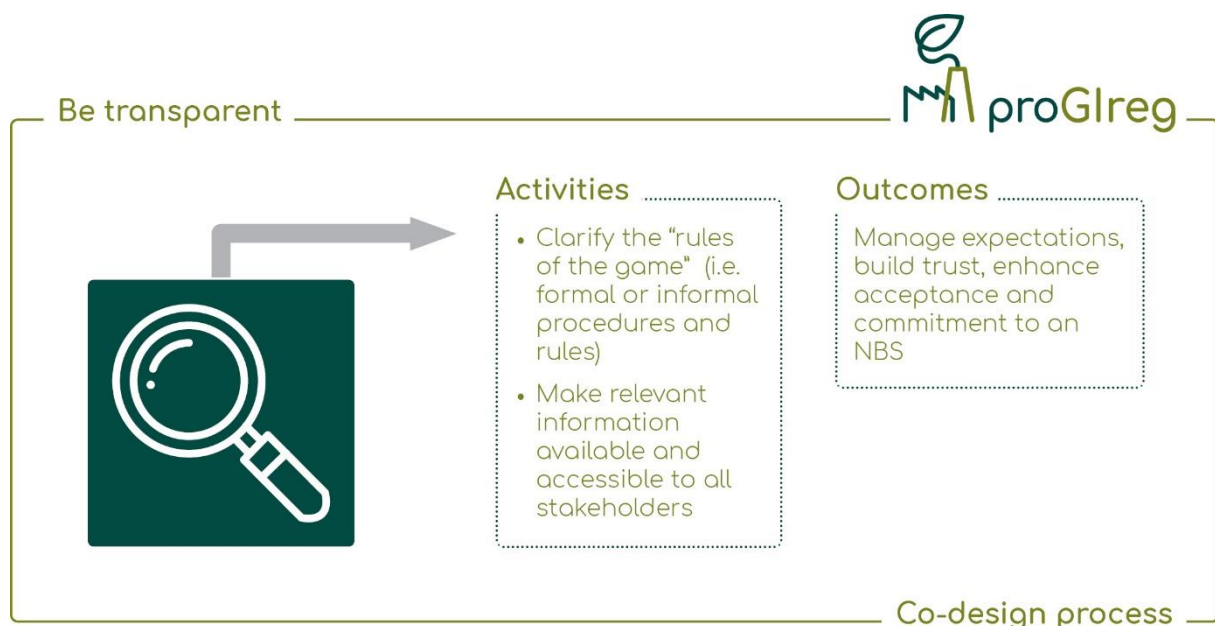 Be transparent
proGIreg
Activities
• Clarify the “rules
of the game” (i.e.
formal or informal
procedures and
rules)
• Make relevant
information
available and
accessible to all
stakeholders
Outcomes
Manage expectations,
build trust, enhance
acceptance and
commitment to an
NBS
Co-design process